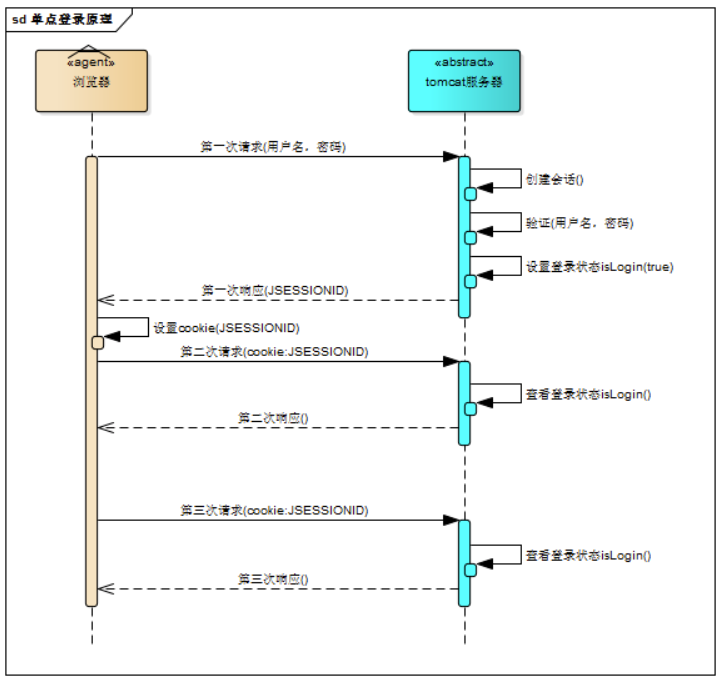 sd 单点登录原理
«agent»
浏览器
«abstract»
tomcat服务器
第一次请求(用户名，密码)
创建会话()
验证(用户名，密码)
设置登录状态isLogin(true)
第一次响应(JSESSIONID)
设置cookie(JSESSIONID)
第二次请求(cookie:JSESSIONID)
查看登录状态isLogin()
第二次响应()
第三次请求(cookie:JSESSIONID)
查看登录状态isLogin()
第三次响应()